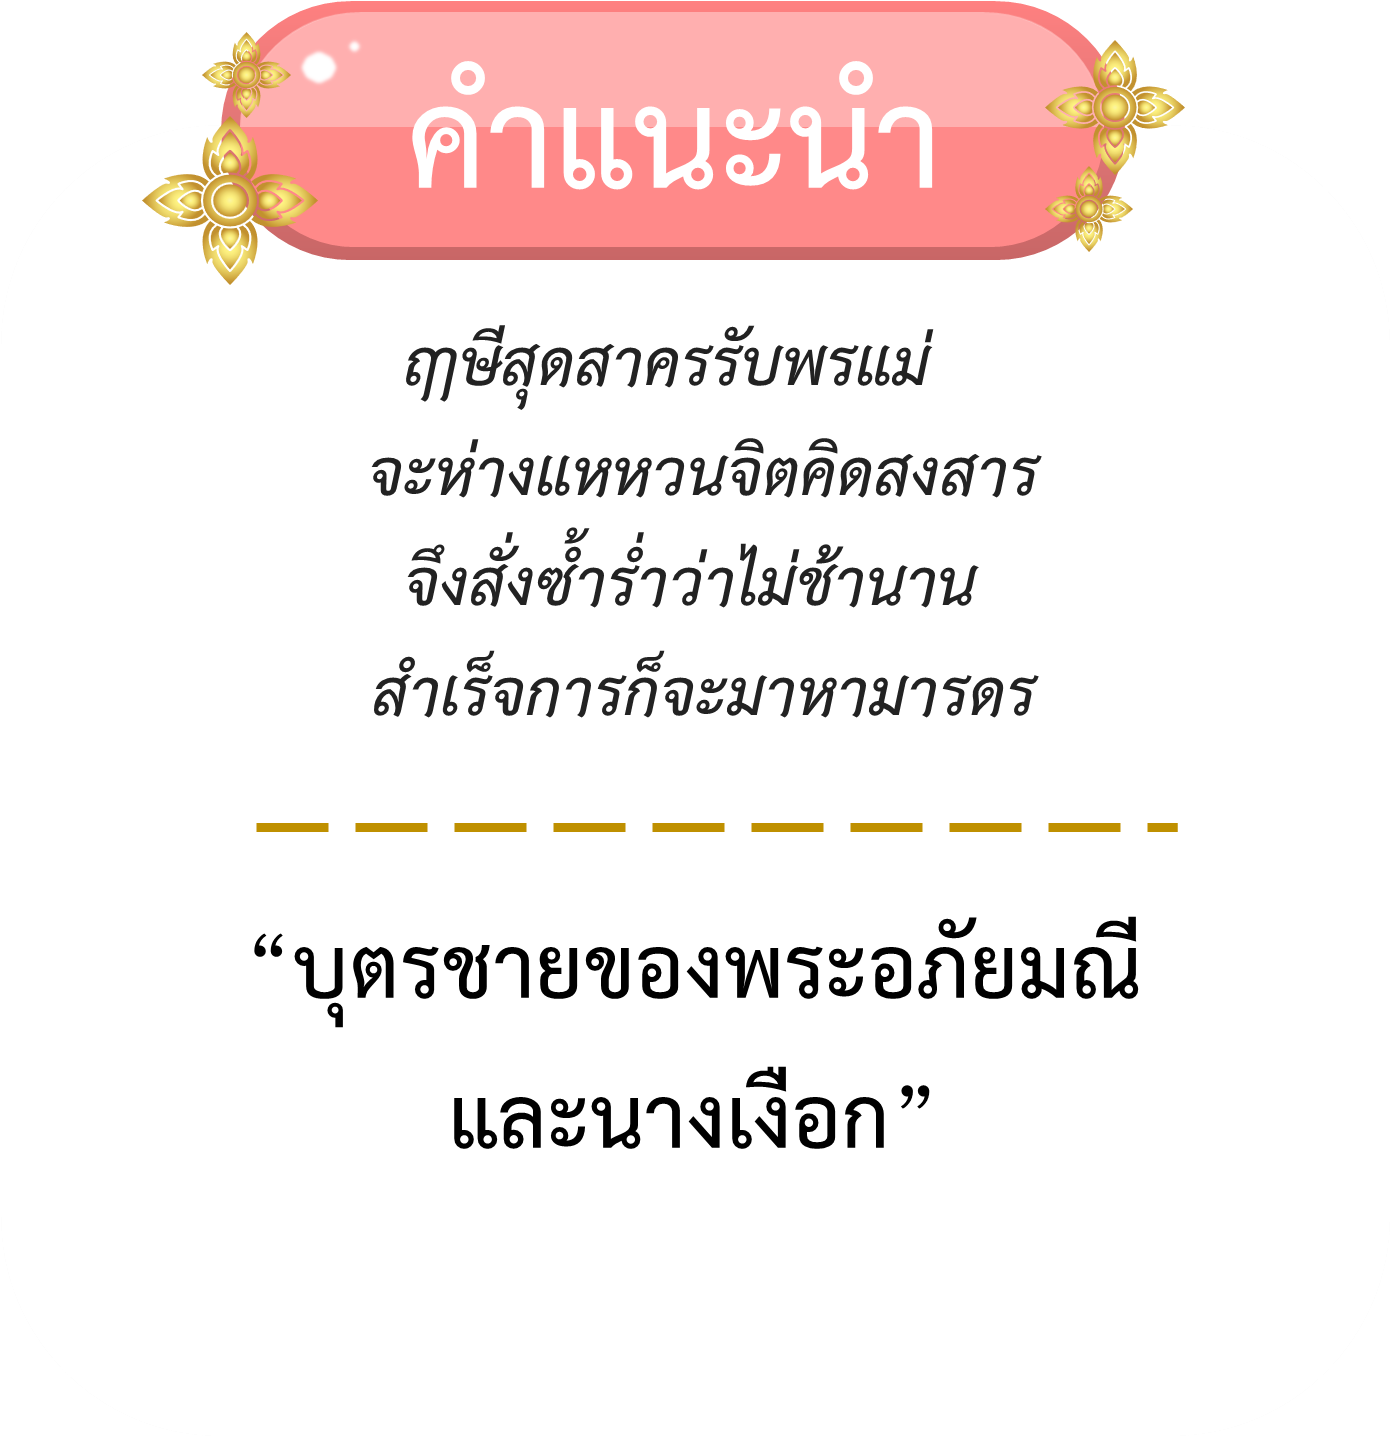 คำแนะนำ
ฤๅษีสุดสาครรับพรแม่
จะห่างแหหวนจิตคิดสงสาร
จึงสั่งซ้ำร่ำว่าไม่ช้านาน
สำเร็จการก็จะมาหามารดร
“บุตรชายของพระอภัยมณี
และนางเงือก”